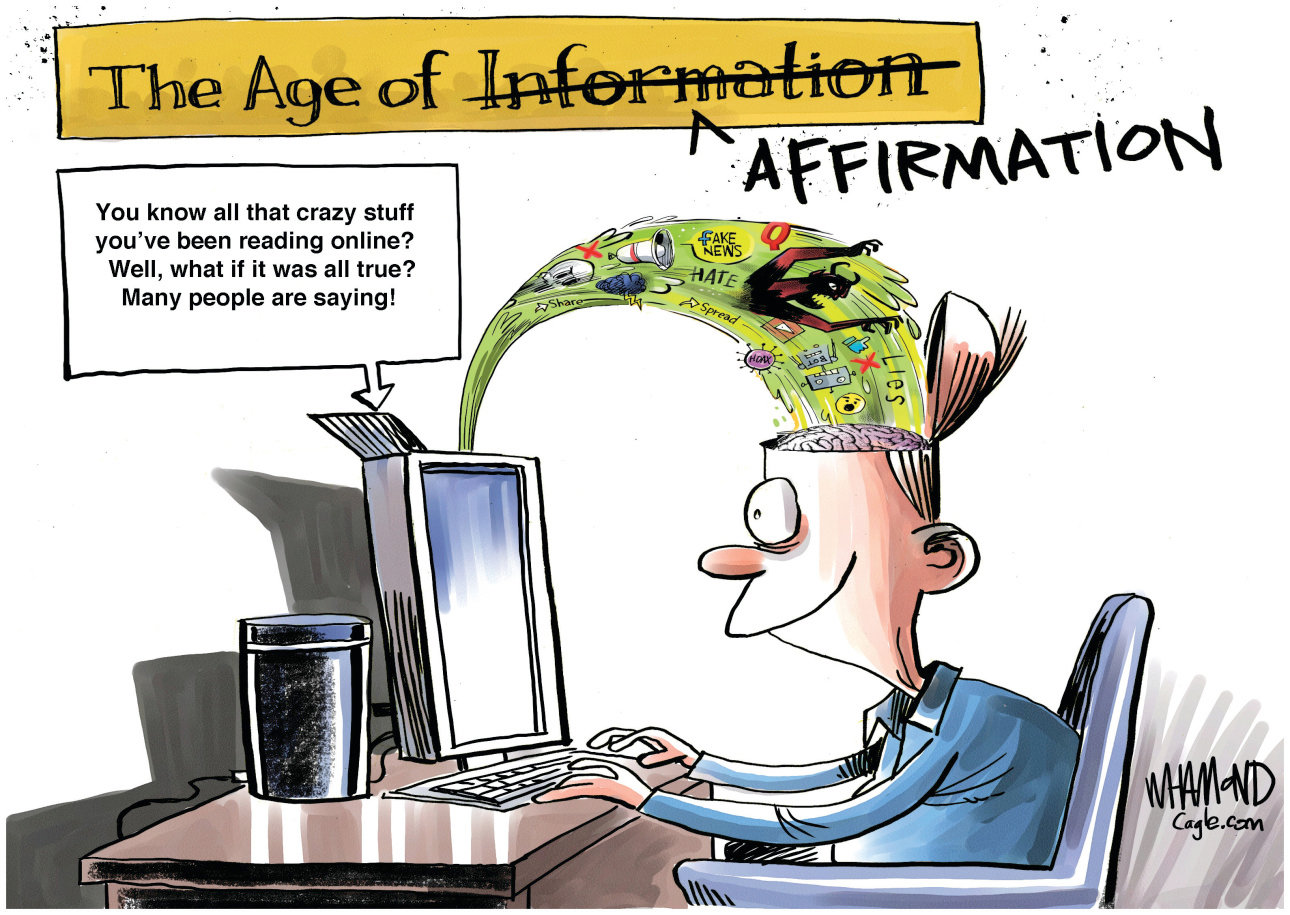 The Age of Information
AFFIRMATION
You know all that crazy stuff
you've been reading online?
Well, what if it was all true?
Many people are saying!
FAKE
NEWS
Q
HATE
Share
Spread
HOAX
LIES
WHAMOND
Cagle.com